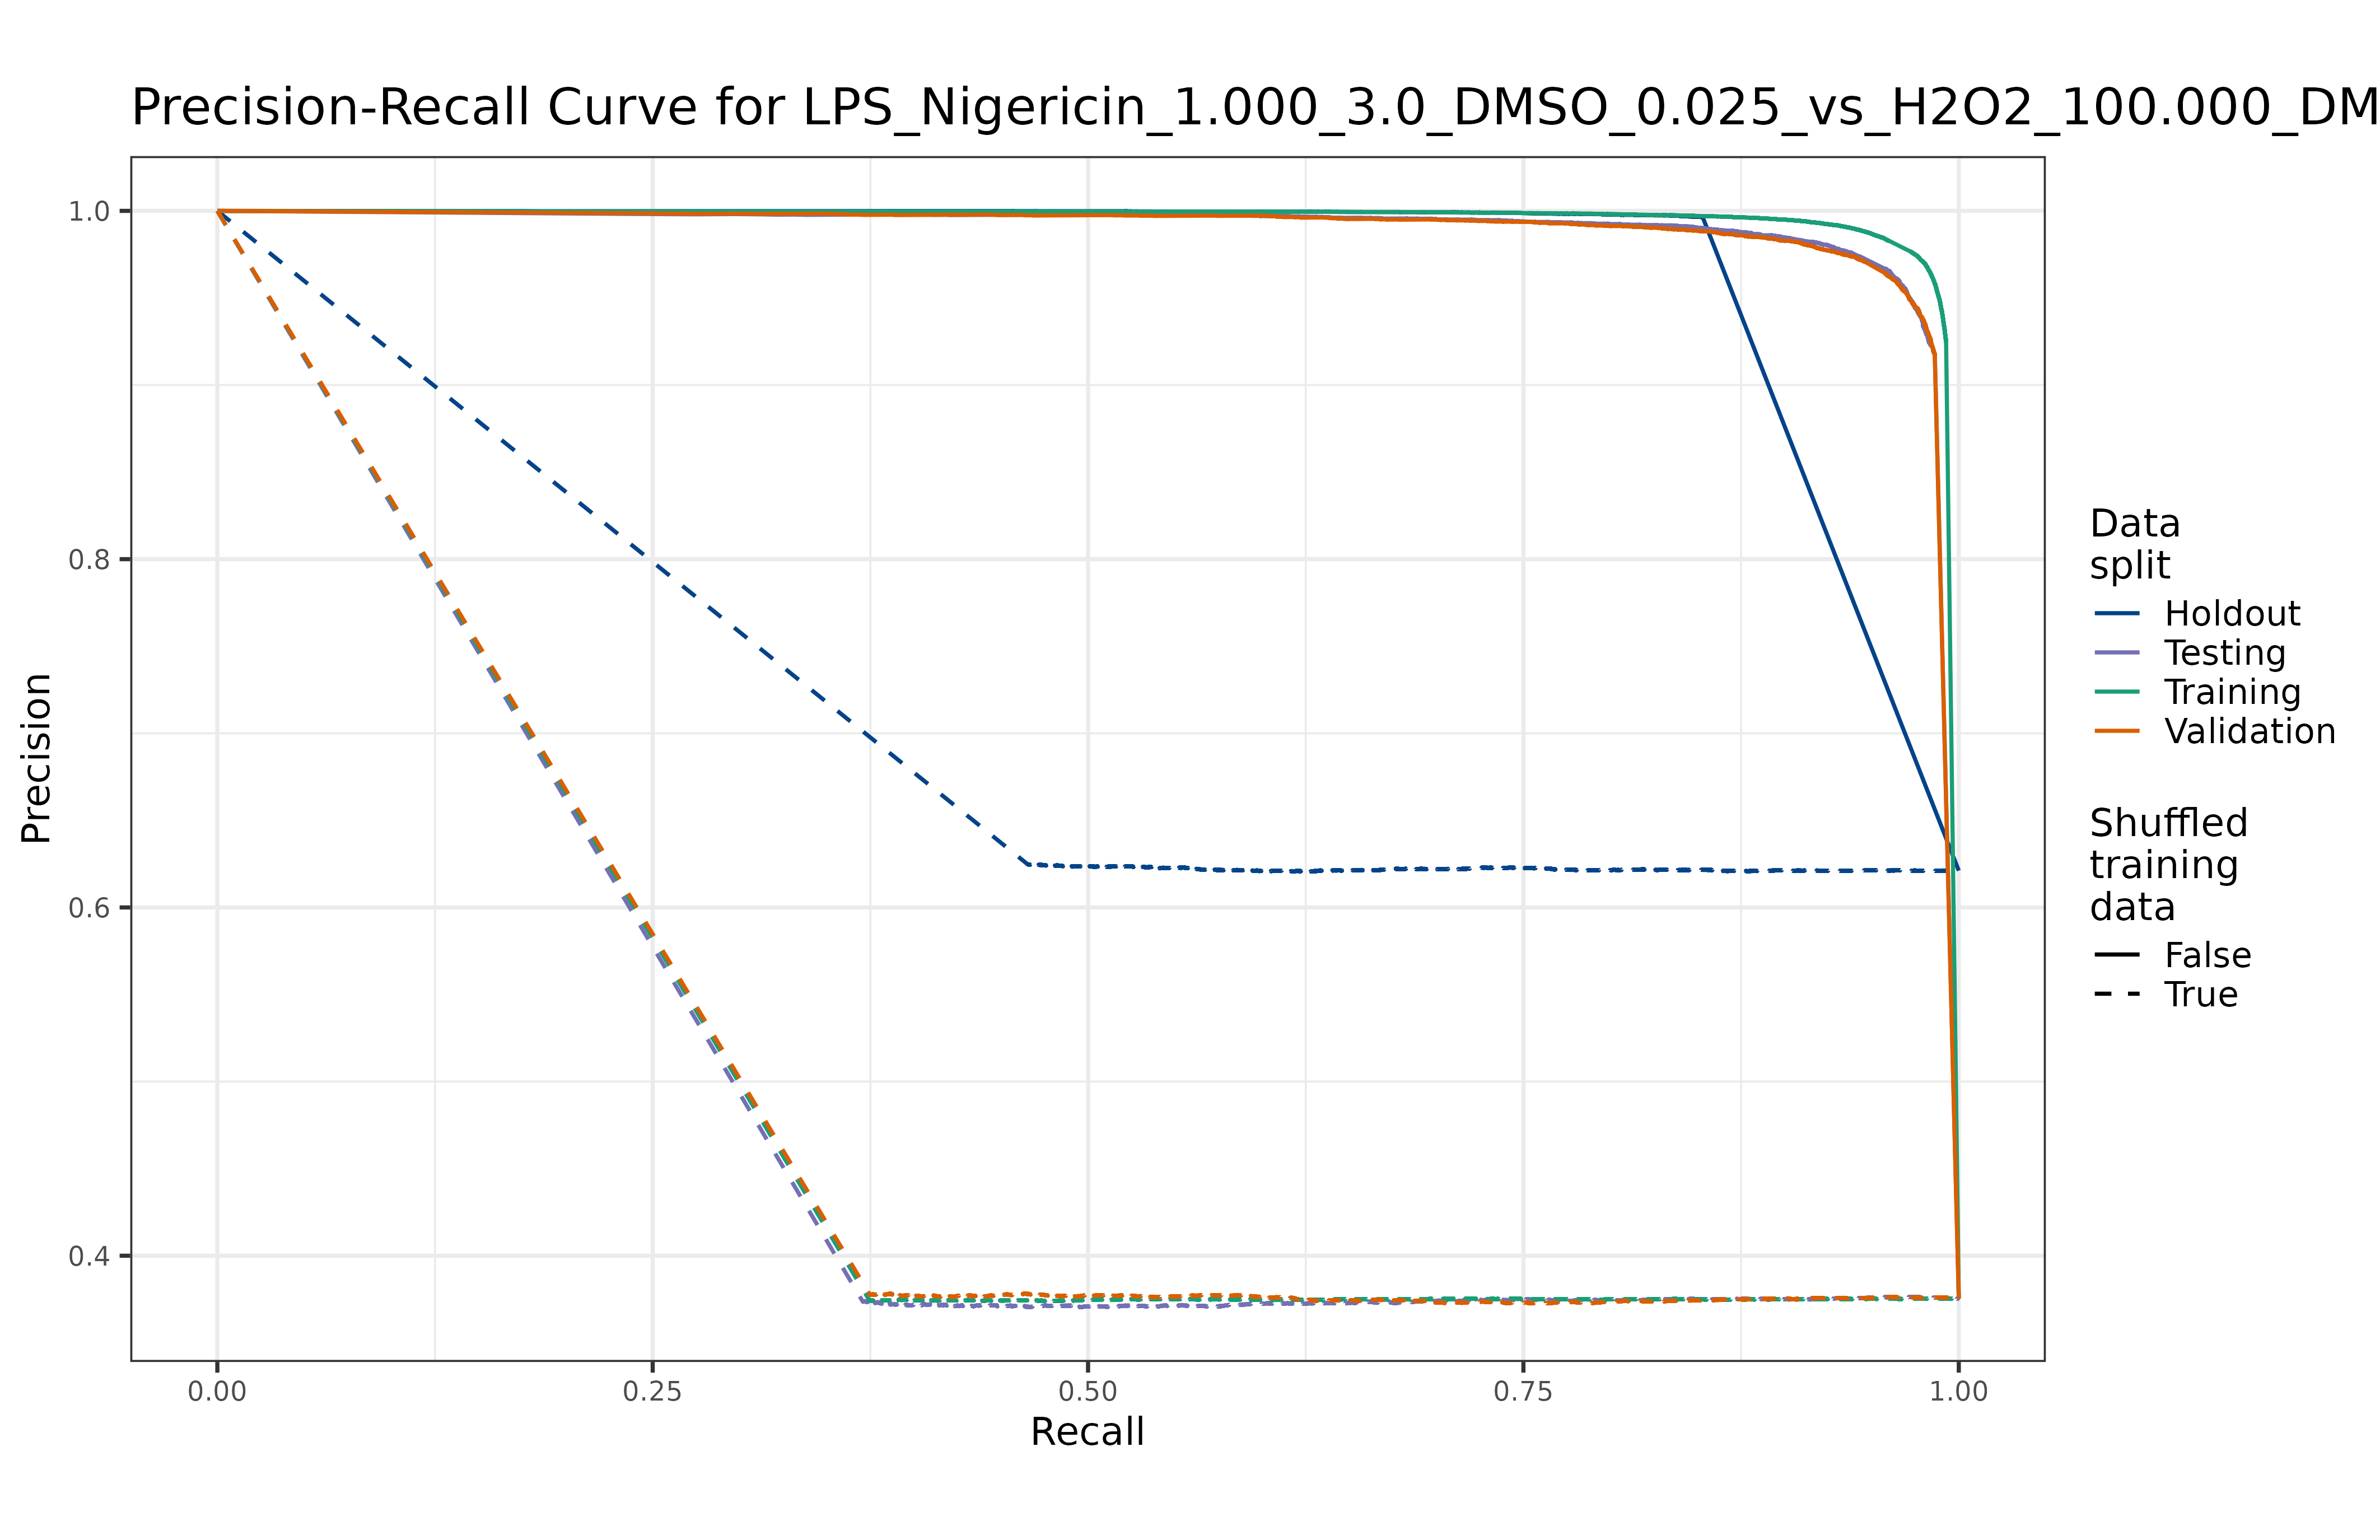 Precision-Recall Curve for LPS_Nigericin_1.000_3.0_DMSO_0.025_vs_H2O2_100.000_DM
1.0
0.8
0.6
0.4
Precision
0.00
0.25
0.50
0.75
1.00
Recall
Data
split
Holdout
Testing
Training
Validation
Shuffled
training
data
False
True